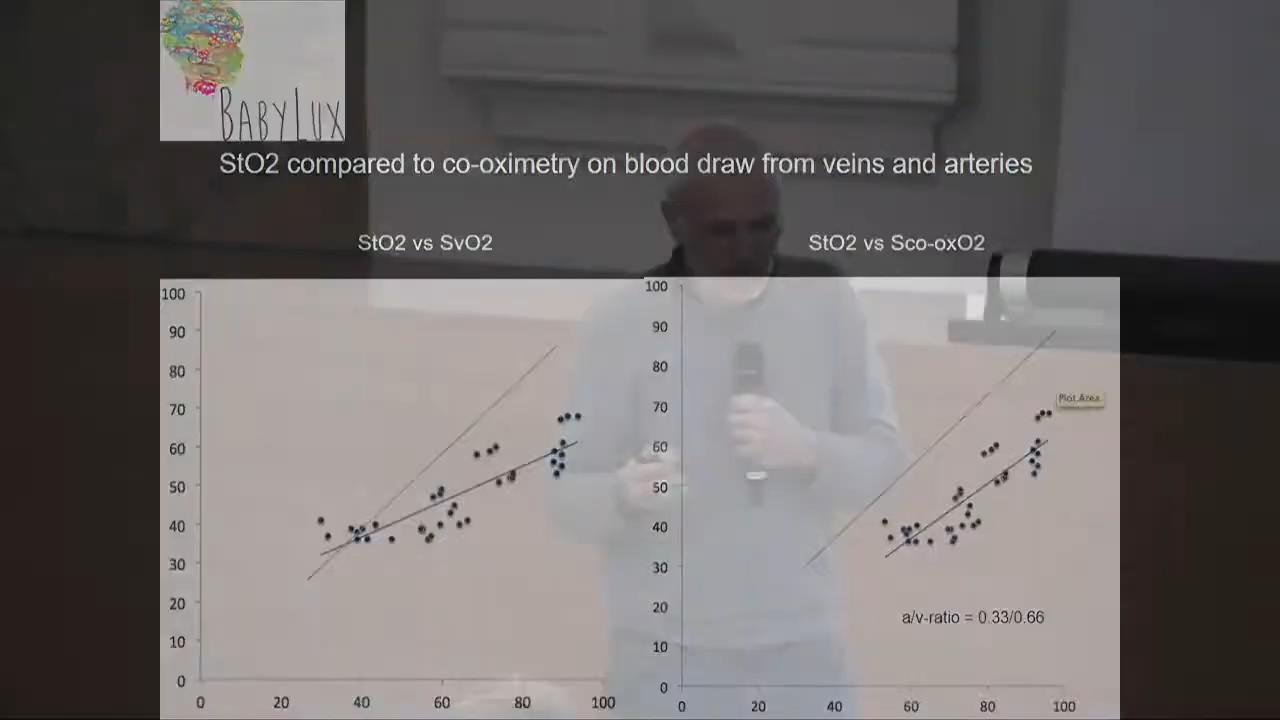 BABYLUX
StO2 compared to co-oximetry on blood draw from veins and arteries
StO2 vs SvO2
StO2 vs Sco-oxO2
100
90
80
70
60
50
40
30
20
10
0
0 20 40 60 80 100
100
90
80
70
60
50
40
30
20
10
0
0 20 40 60 80 100
Plot Area
a/v-ratio = 0.33/0.66